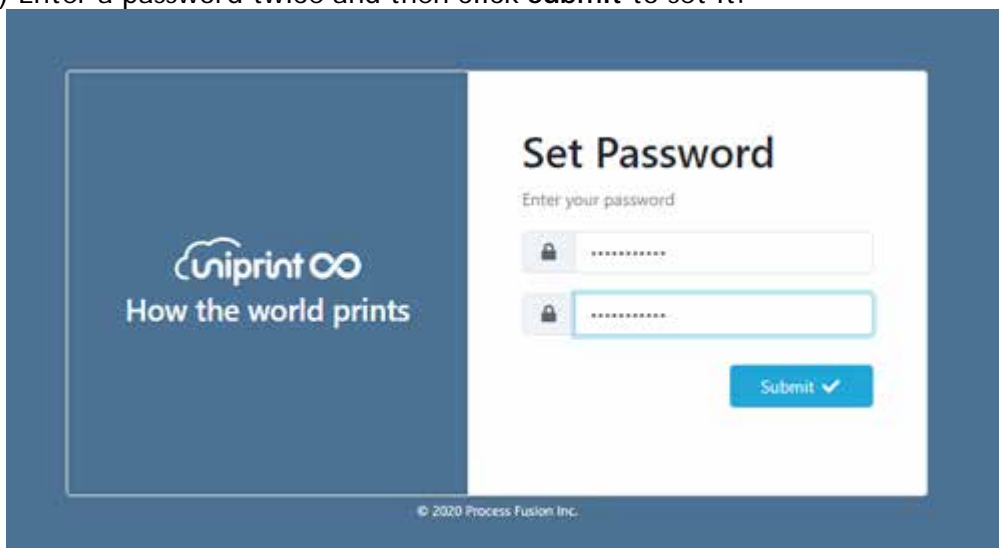 ) Enter a password twice and then click Submit to set it.
Set Password
Enter your password
uniprint
How the world prints
Submit
© 2020 Process Fusion Inc.